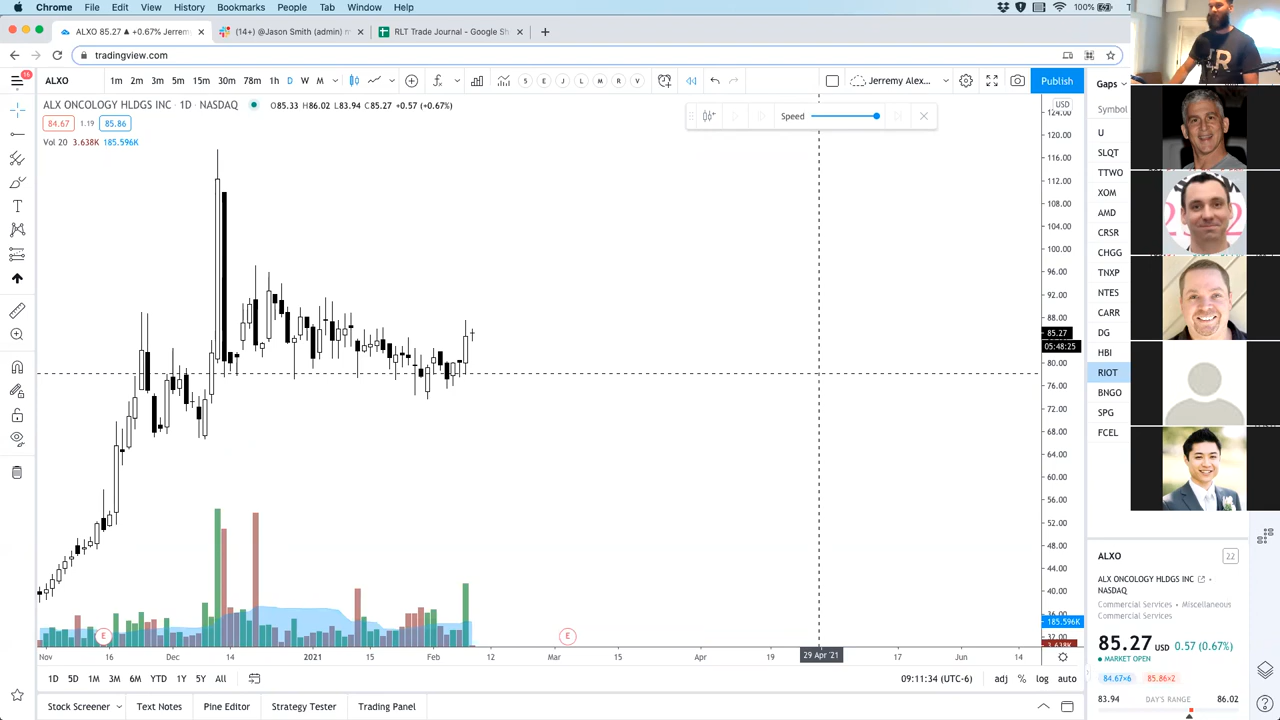 Chrome File Edit View History Bookmarks People Tab Window Help 100%
ALXO 85.27 ▲ +0.67% Jerremy
(14+) @Jason Smith (admin) m
RLT Trade Journal - Google Sh
tradingview.com
16
ALXO 1m 2m 3m 5m 15m 30m 78m 1h D W M E J L M R V Jerremy Alex... Publish
Gaps
ALX ONCOLOGY HLDGS INC · 1D · NASDAQ O85.33 H86.02 L83.94 C85.27 +0.57 (+0.67%)
84.67 1.19 85.86
Vol 20 3.638K 185.596K
Speed
USD
124.00
120.00
116.00
112.00
108.00
104.00
100.00
96.00
92.00
88.00
85.27
05:48:25
80.00
76.00
72.00
68.00
64.00
60.00
56.00
52.00
48.00
44.00
40.00
36.00
185.596K
32.00
3.638K
Symbol
U
SLQT
TTWO
XOM
AMD
CRSR
CHGG
TNXP
NTES
CARR
DG
HBI
RIOT
BNGO
SPG
FCEL
E E
Nov 16 Dec 14 2021 15 Feb 12 Mar 15 Apr 19 29 Apr '21 17 Jun 14
1D 5D 1M 3M 6M YTD 1Y 5Y All
09:11:34 (UTC-6) adj % log auto
Stock Screener Text Notes Pine Editor Strategy Tester Trading Panel
ALXO 22
ALX ONCOLOGY HLDGS INC •
NASDAQ
Commercial Services • Miscellaneous
Commercial Services
85.27 USD 0.57 (0.67%)
• MARKET OPEN
84.67×6 85.86×2
83.94 DAY'S RANGE 86.02